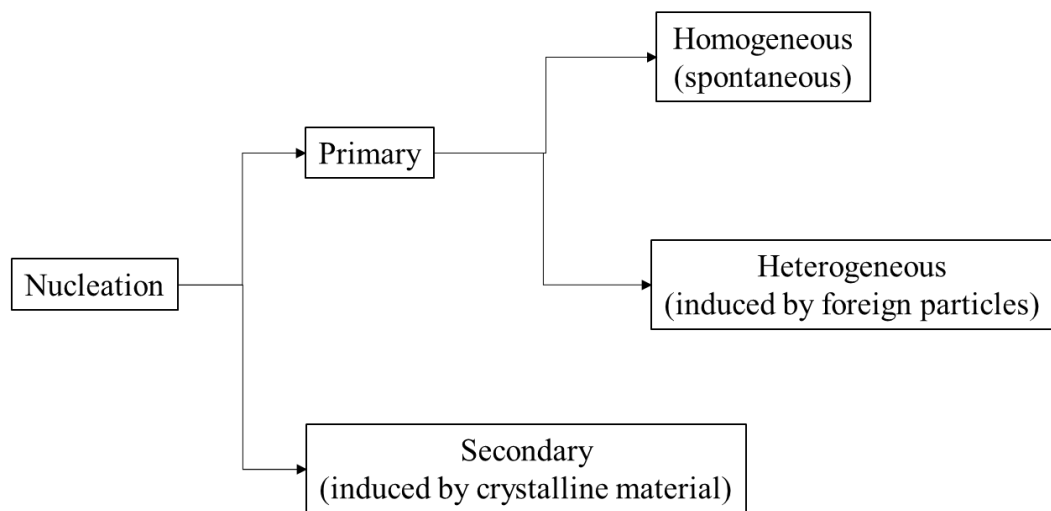 Homogeneous
(spontaneous)
Primary
Nucleation
Heterogeneous
(induced by foreign particles)
Secondary
(induced by crystalline material)